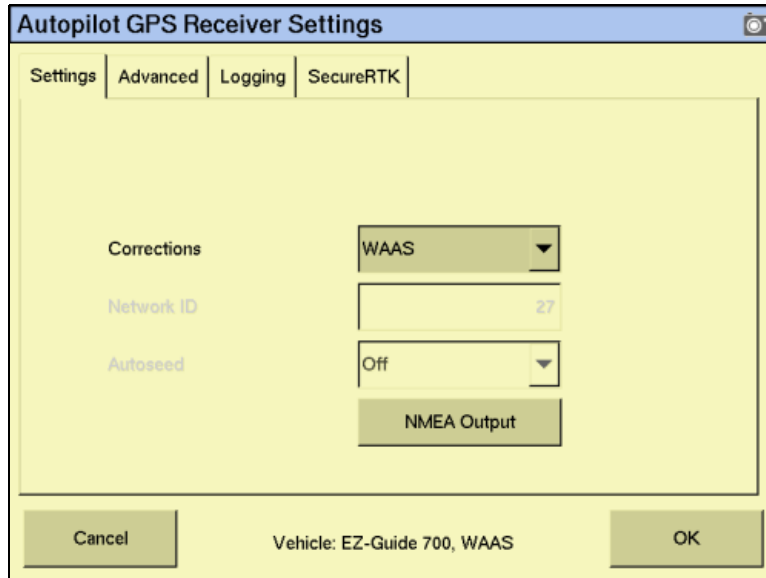 Autopilot GPS Receiver Settings
Settings Advanced Logging SecureRTK
Corrections WAAS
Network ID 27
Autoseed Off
NMEA Output
Cancel Vehicle: EZ-Guide 700, WAAS OK